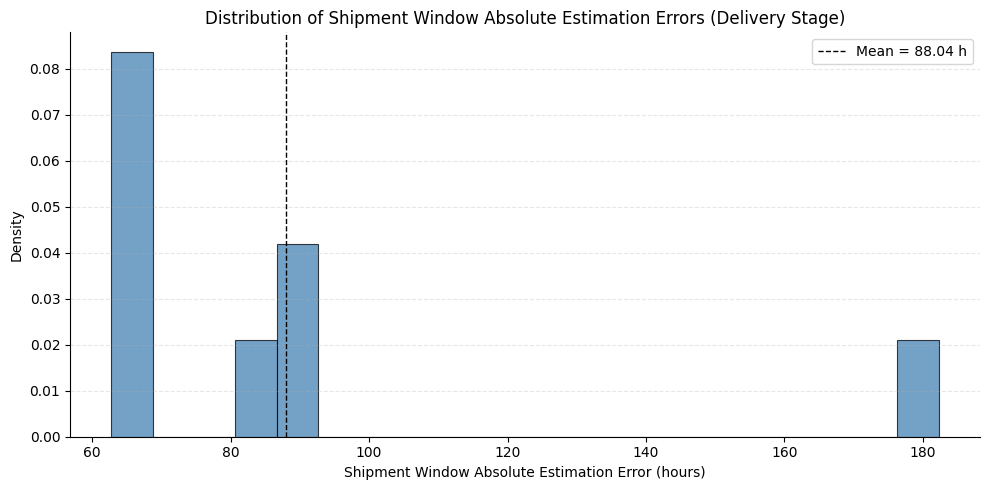 Distribution of Shipment Window Absolute Estimation Errors (Delivery Stage)
Mean = 88.04 h
0.08
0.07
0.06
0.05
0.04
0.03
0.02
0.01
0.00
Density
60 80 100 120 140 160 180
Shipment Window Absolute Estimation Error (hours)